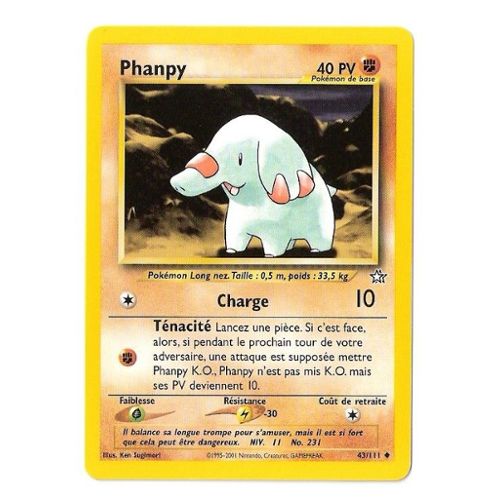 Phanpy 40 PV
Pokémon de base
Pokémon Long nez. Taille : 0,5 m, poids : 33,5 kg
Charge 10
Ténacité Lancez une pièce. Si c'est face,
alors, si pendant le prochain tour de votre
adversaire, une attaque est supposée mettre
Phanpy K.O., Phanpy n'est pas mis K.O. mais
ses PV deviennent 10.
Faiblesse Résistance Coût de retraite
-30
Il balance sa longue trompe pour s'amuser, mais il est si fort
que cela peut être dangereux. NIV. 11 No. 231
Illus. Ken Sugimori ©1995-2001 Nintendo, Creatures, GAMEFREAK. 43/111